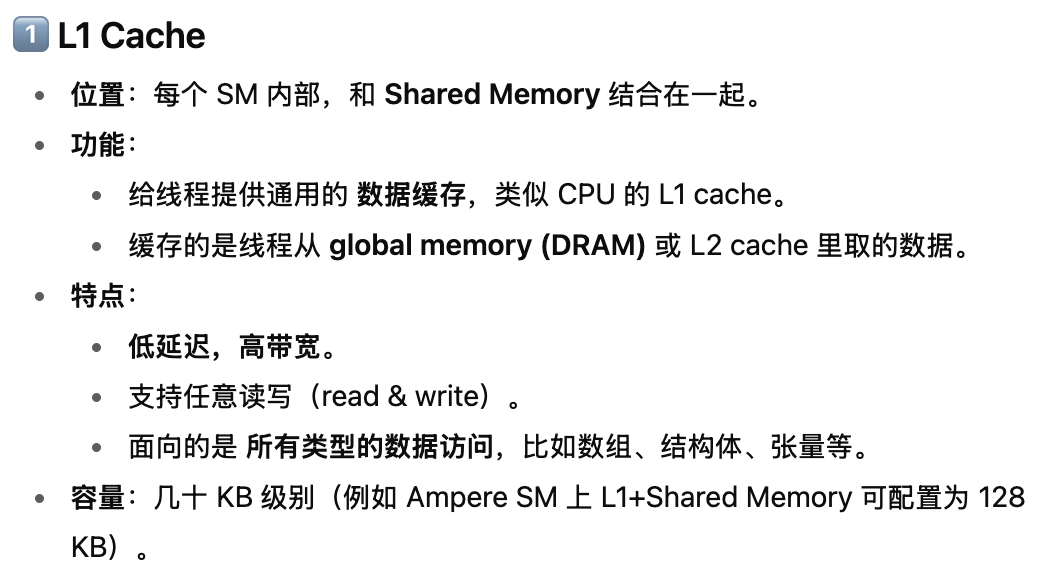 1️⃣ L1 Cache
• 位置：每个 SM 内部，和 Shared Memory 结合在一起。
• 功能：
• 给线程提供通用的 数据缓存，类似 CPU 的 L1 cache。
• 缓存的是线程从 global memory (DRAM) 或 L2 cache 里取的数据。
• 特点：
• 低延迟，高带宽。
• 支持任意读写（read & write）。
• 面向的是 所有类型的数据访问，比如数组、结构体、张量等。
• 容量：几十 KB 级别（例如 Ampere SM 上 L1+Shared Memory 可配置为 128
KB）。